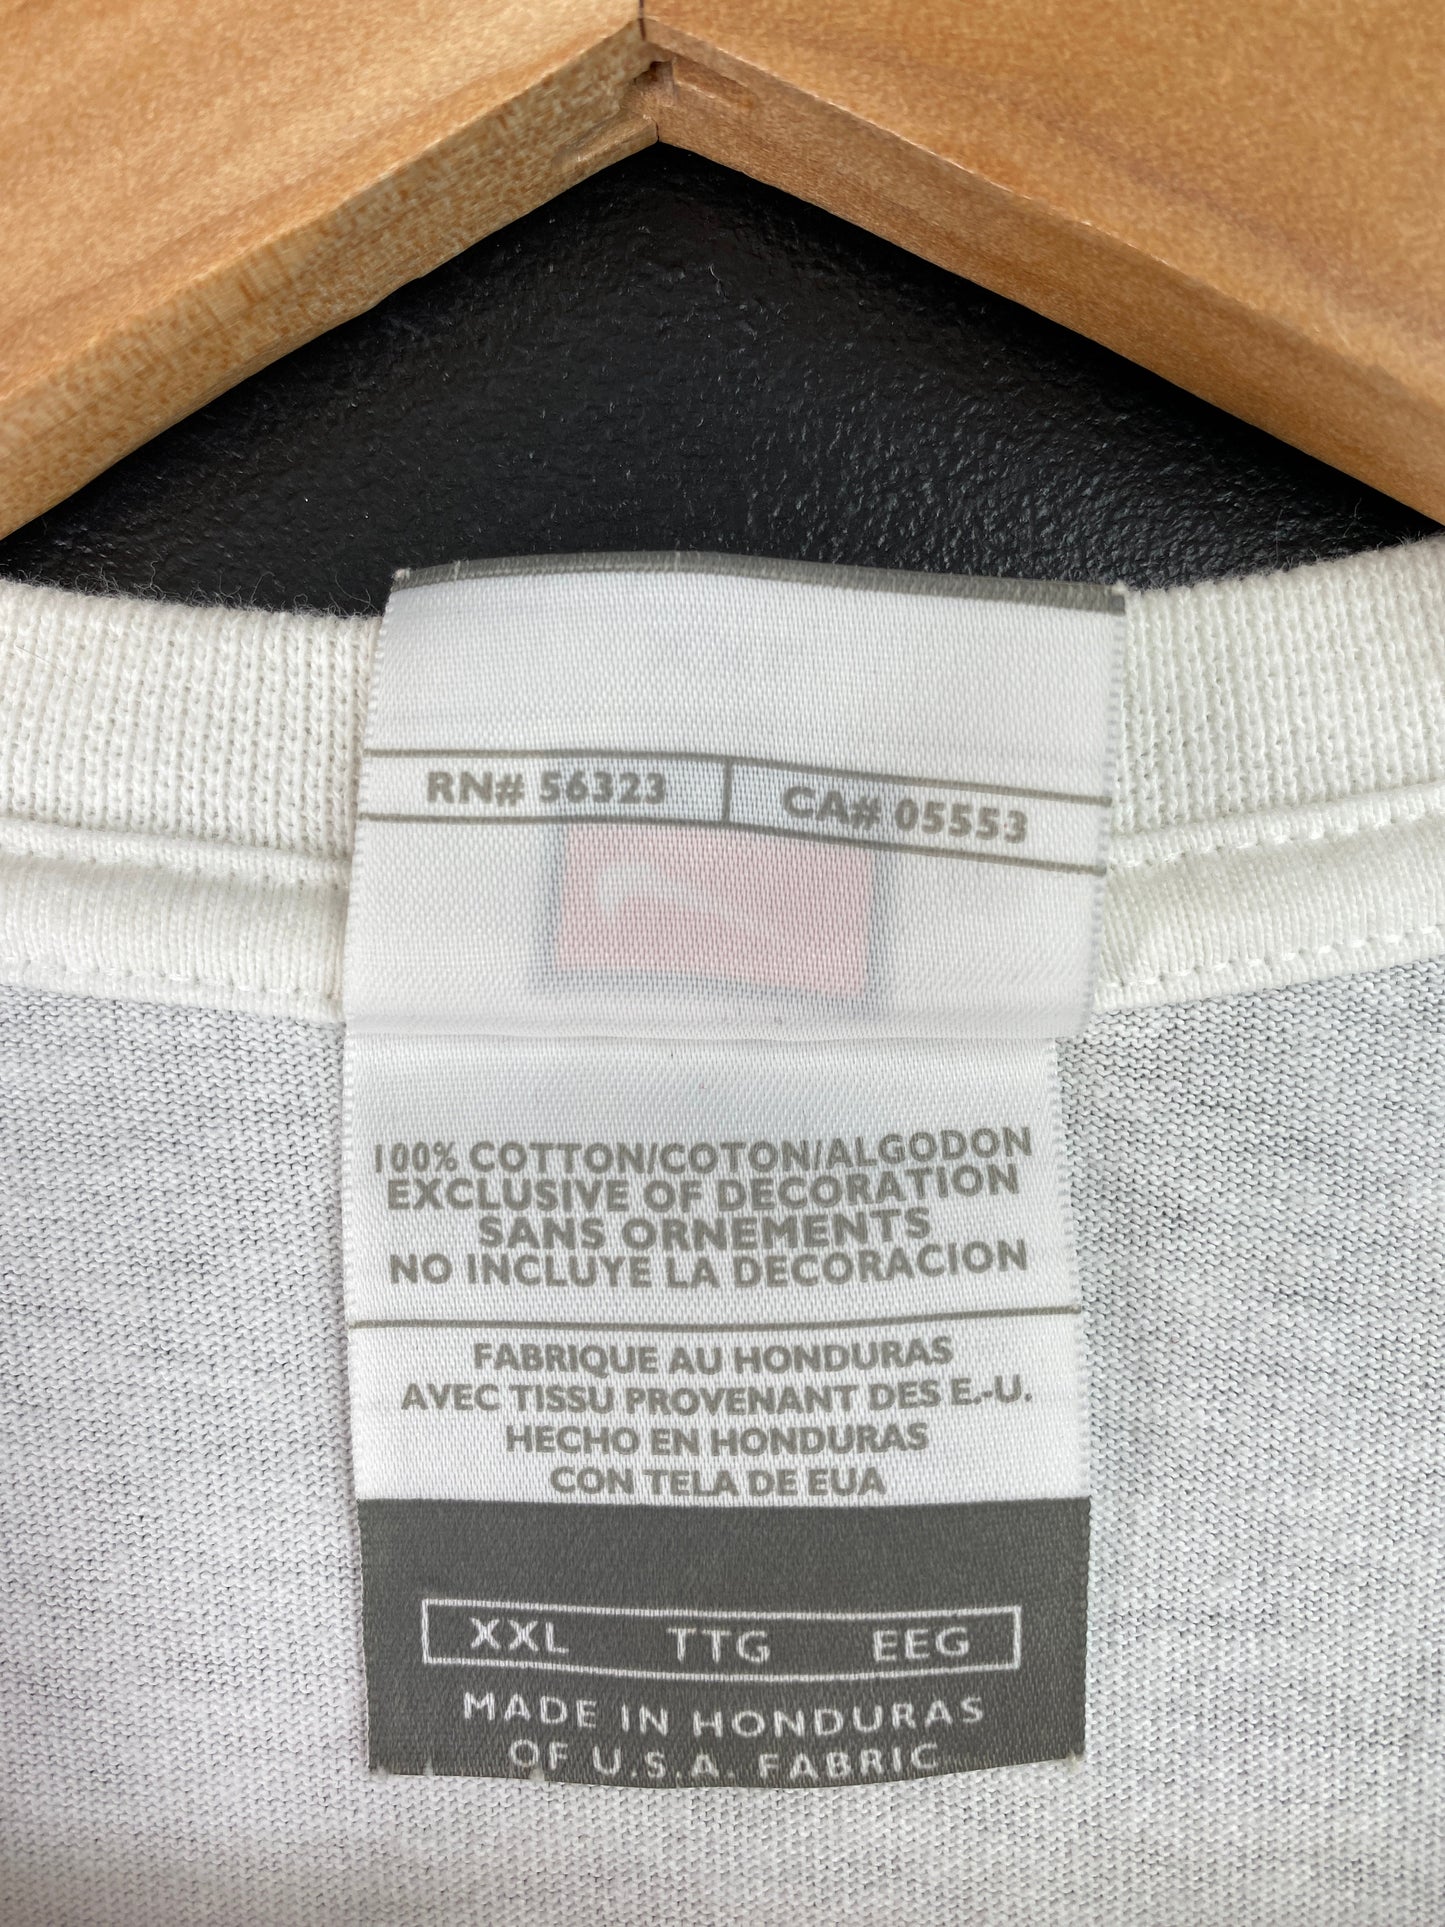 RN# 56323 CA# 05553
100% COTTON/COTON/ALGODON
EXCLUSIVE OF DECORATION
SANS ORNEMENTS
NO INCLUYE LA DECORACION
FABRIQUE AU HONDURAS
AVEC TISSU PROVENANT DES E.-U.
HECHO EN HONDURAS
CON TELA DE EUA
XXL TTG EEG
MADE IN HONDURAS
OF U.S.A. FABRIC